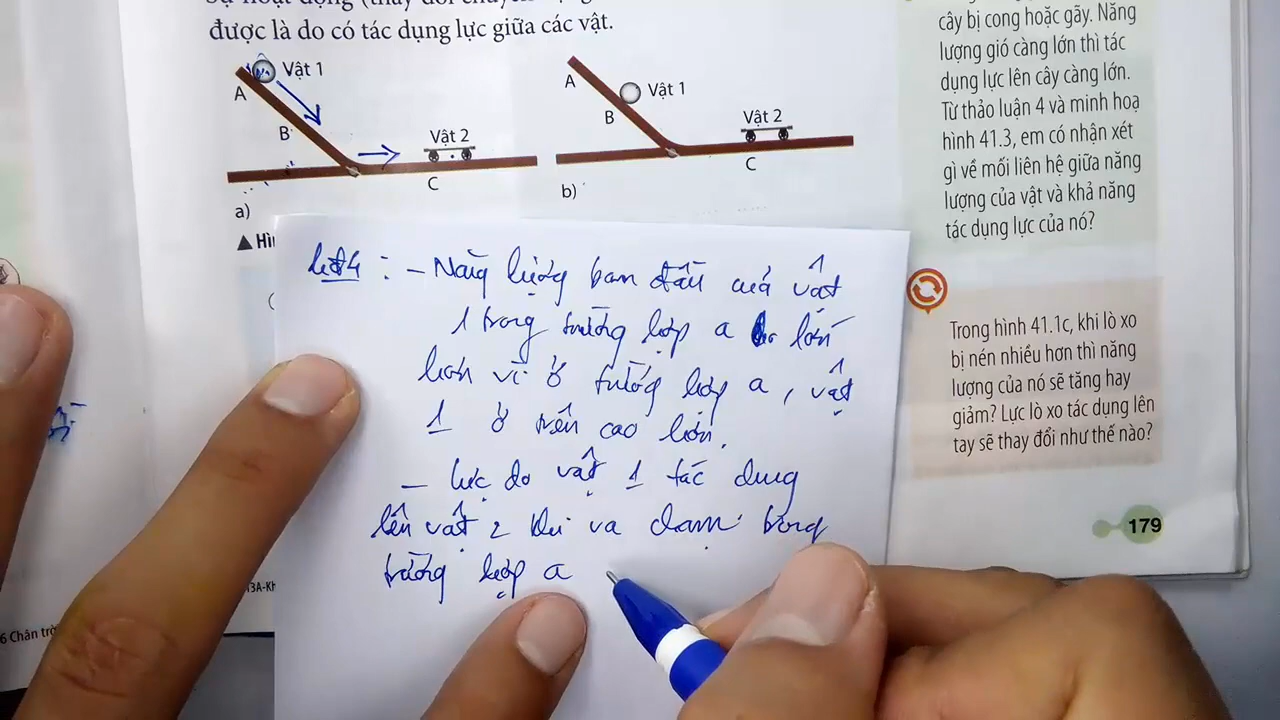 được là do có tác dụng lực giữa các vật.
Vật 1
A
B
Vật 2
C
a)
A
Vật 1
B
Vật 2
C
b)
▲ Hì
- Năng lượng ban đầu của vật
1 trong trường hợp a lớn
hơn vì ở trường hợp a, vật
1 ở trên cao hơn.
- lực do vật 1 tác dụng
lên vật 2 khi va chạm trong
trường hợp a
6 Chân trờ
cây bị cong hoặc gãy. Năng
lượng gió càng lớn thì tác
dụng lực lên cây càng lớn.
Từ thảo luận 4 và minh hoạ
hình 41.3, em có nhận xét
gì về mối liên hệ giữa năng
lượng của vật và khả năng
tác dụng lực của nó?
Trong hình 41.1c, khi lò xo
bị nén nhiều hơn thì năng
lượng của nó sẽ tăng hay
giảm? Lực lò xo tác dụng lên
tay sẽ thay đổi như thế nào?
179